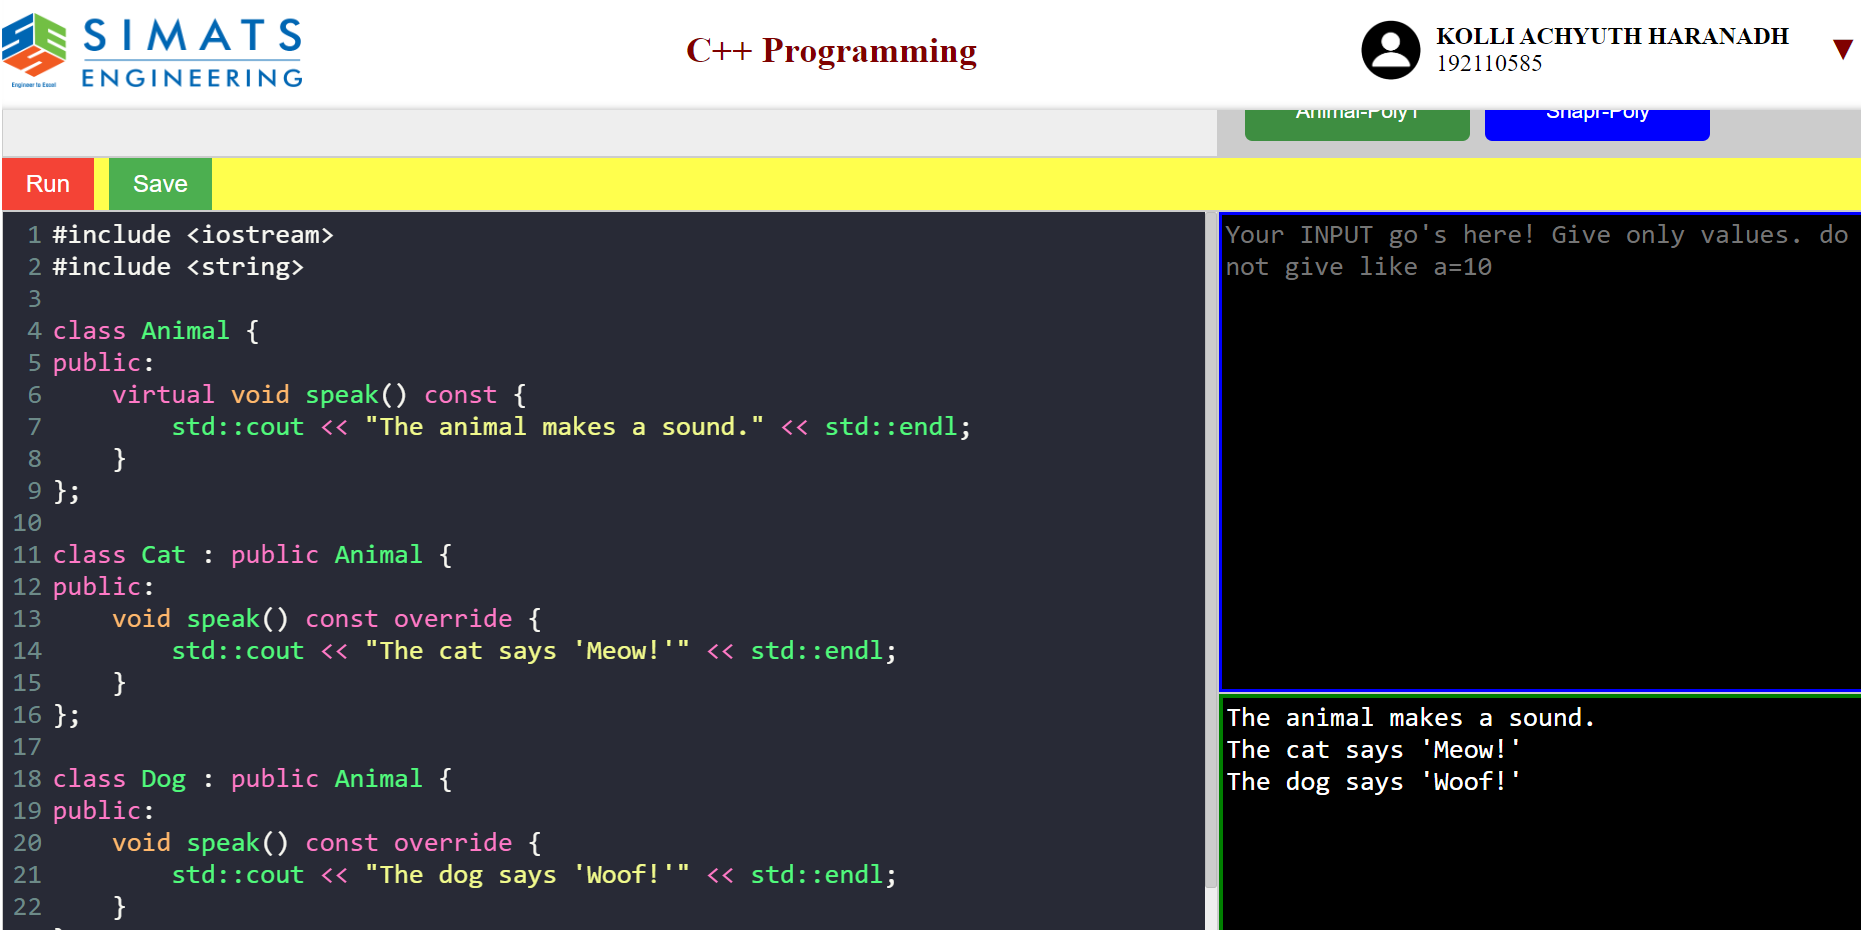 SIMATS
ENGINEERING
Engineer to Excel
C++ Programming
KOLLI ACHYUTH HARANADH
192110585
▼
Animal-Poly1
Shapr-Poly
Run
Save
1 #include <iostream>
2 #include <string>
3
4 class Animal {
5 public:
6     virtual void speak() const {
7         std::cout << "The animal makes a sound." << std::endl;
8     }
9 };
10
11 class Cat : public Animal {
12 public:
13     void speak() const override {
14         std::cout << "The cat says 'Meow!'" << std::endl;
15     }
16 };
17
18 class Dog : public Animal {
19 public:
20     void speak() const override {
21         std::cout << "The dog says 'Woof!'" << std::endl;
22     }
Your INPUT go's here! Give only values. do
not give like a=10
The animal makes a sound.
The cat says 'Meow!'
The dog says 'Woof!'